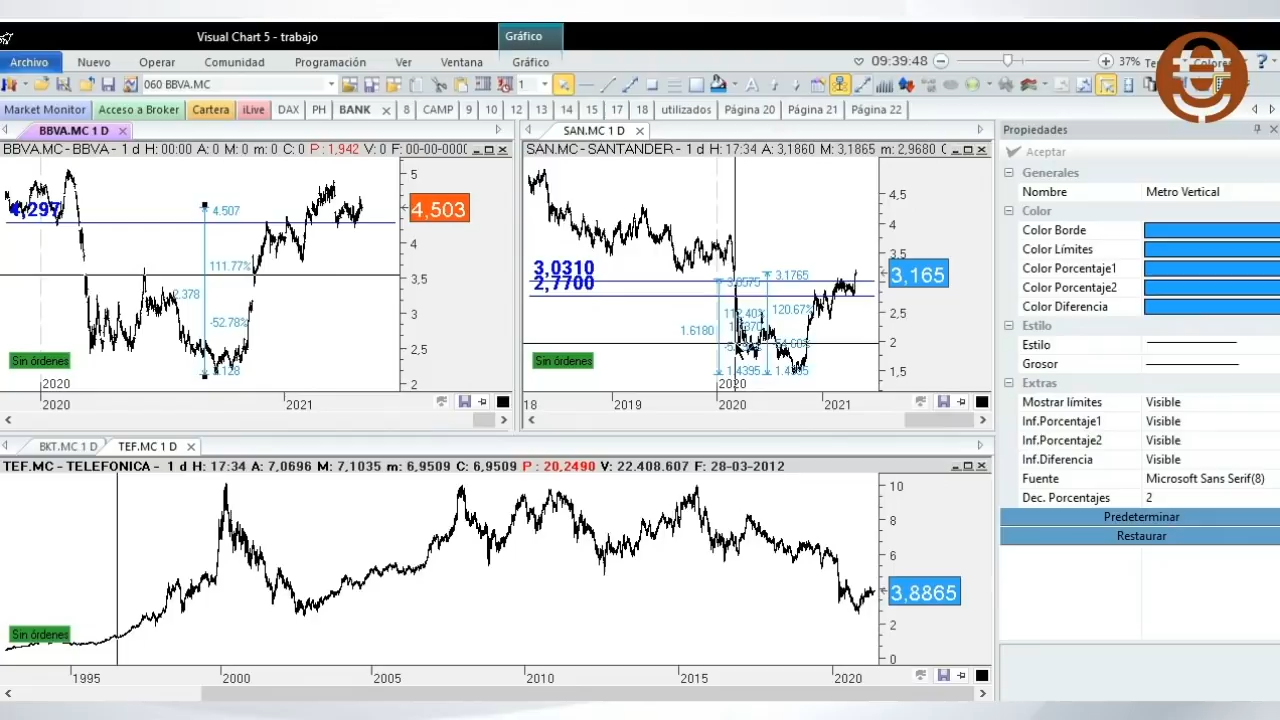 Visual Chart 5 - trabajo
Gráfico
Archivo Nuevo Operar Comunidad Programación Ver Ventana Gráfico
09:39:48
37%
060 BBVA.MC
1
Market Monitor Acceso a Broker Cartera iLive DAX PH BANK 8 CAMP 9 10 12 13 14 15 17 18 utilizados Página 20 Página 21 Página 22
BBVA.MC 1 D
BBVA.MC - BBVA - 1 d H: 00:00 A: 0 M: 0 m: 0 C: 0 P : 1,942 V: 0 F: 00-00-000
4.297
4.507
111.77%
2.378
-52.78%
2.128
5
4
3,5
3
2,5
2
4,503
Sin órdenes
2020
2020 2021
SAN.MC 1 D
SAN.MC - SANTANDER - 1 d H: 17:34 A: 3,1860 M: 3,1865 m: 2,9680
3,0310
2,7700
3.1765
120.67%
1.6180
4,5
4
3,5
2,5
2
1,5
3,165
Sin órdenes
2020
18 2019 2020 2021
BKT.MC 1 D TEF.MC 1 D
TEF.MC - TELEFONICA - 1 d H: 17:34 A: 7,0696 M: 7,1035 m: 6,9509 C: 6,9509 P : 20,2490 V: 22.408.607 F: 28-03-2012
10
8
6
2
0
3,8865
Sin órdenes
1995 2000 2005 2010 2015 2020
Propiedades
Aceptar
Generales
Nombre Metro Vertical
Color
Color Borde
Color Límites
Color Porcentaje1
Color Porcentaje2
Color Diferencia
Estilo
Estilo
Grosor
Extras
Mostrar límites Visible
Inf.Porcentaje1 Visible
Inf.Porcentaje2 Visible
Inf.Diferencia Visible
Fuente Microsoft Sans Serif(8)
Dec. Porcentajes 2
Predeterminar
Restaurar